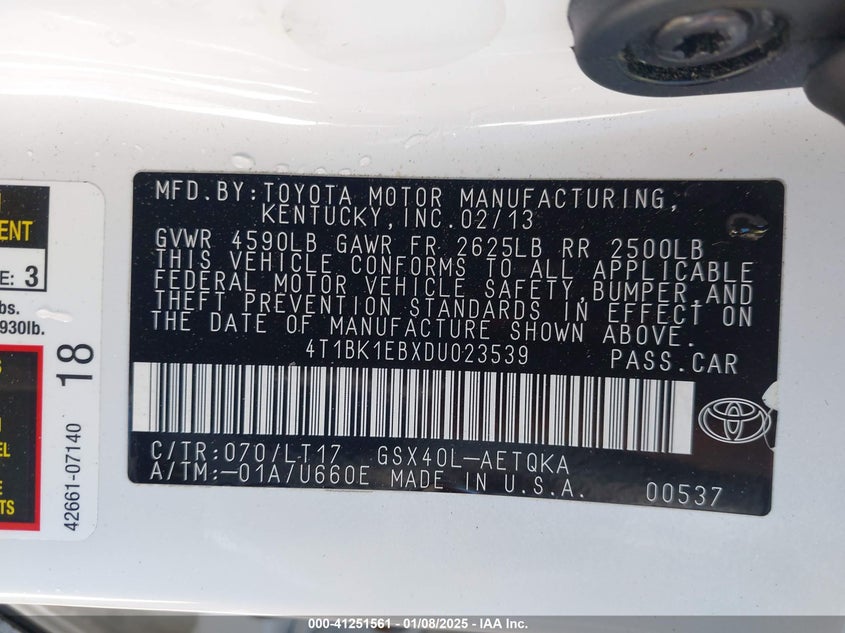 MFD.BY:TOYOTA MOTOR MANUFACTURING,
KENTUCKY,INC.02/13
GVWR 4590LB GAWR FR 2625LB RR 2500LB
THIS VEHICLE CONFORMS TO ALL APPLICABLE
FEDERAL MOTOR VEHICLE SAFETY,BUMPER,AND
THEFT PREVENTION STANDARDS IN EFFECT ON
THE DATE OF MANUFACTURE SHOWN ABOVE.
4T1BK1EBXDU023539 PASS.CAR
C/TR:070/LT17 GSX40L-AETQKA
A/TM:-01A/U660E MADE IN U.S.A. 00537
E: 3
bs.
930lb.
18
42661-07140
000-41251561 - 01/08/2025 - IAA Inc.